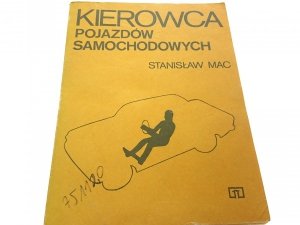 KIEROWCA
POJAZDÓW
SAMOCHODOWYCH
STANISŁAW MAC